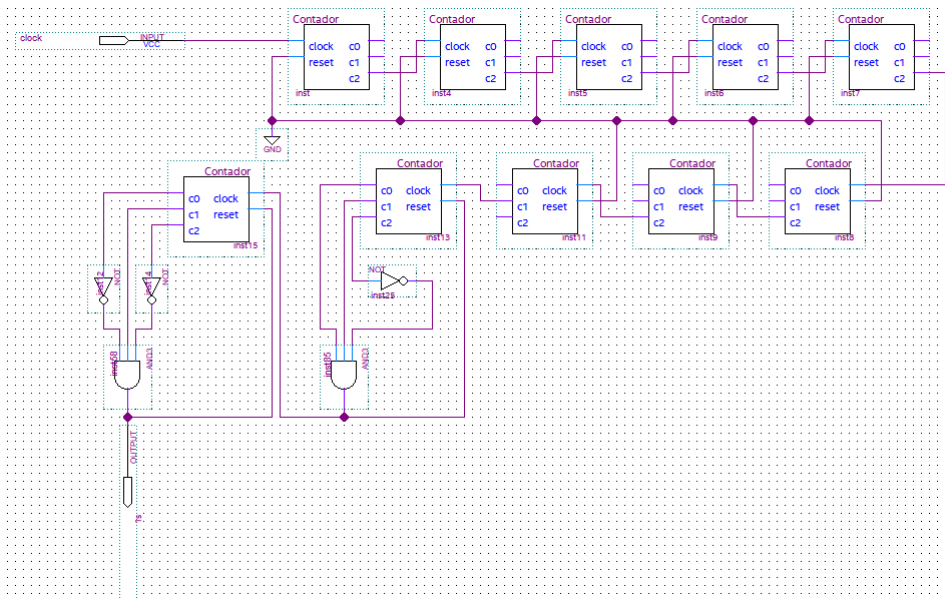 Contador
Contador
Contador
Contador
Contador
clock
INPUT
VCC
clock c0
reset c1
c2
clock c0
reset c1
c2
clock c0
reset c1
c2
clock c0
reset c1
c2
clock c0
reset c1
c2
inst
inst4
inst5
inst6
inst7
GND
Contador
Contador
Contador
Contador
Contador
c0 clock
c1 reset
c2
inst15
c0 clock
c1 reset
c2
inst13
c0 clock
c1 reset
c2
inst11
c0 clock
c1 reset
c2
inst9
c0 clock
c1 reset
c2
inst8
NOT
NOT
NOT
inst25
AND3
AND3
OUTPUT
1s